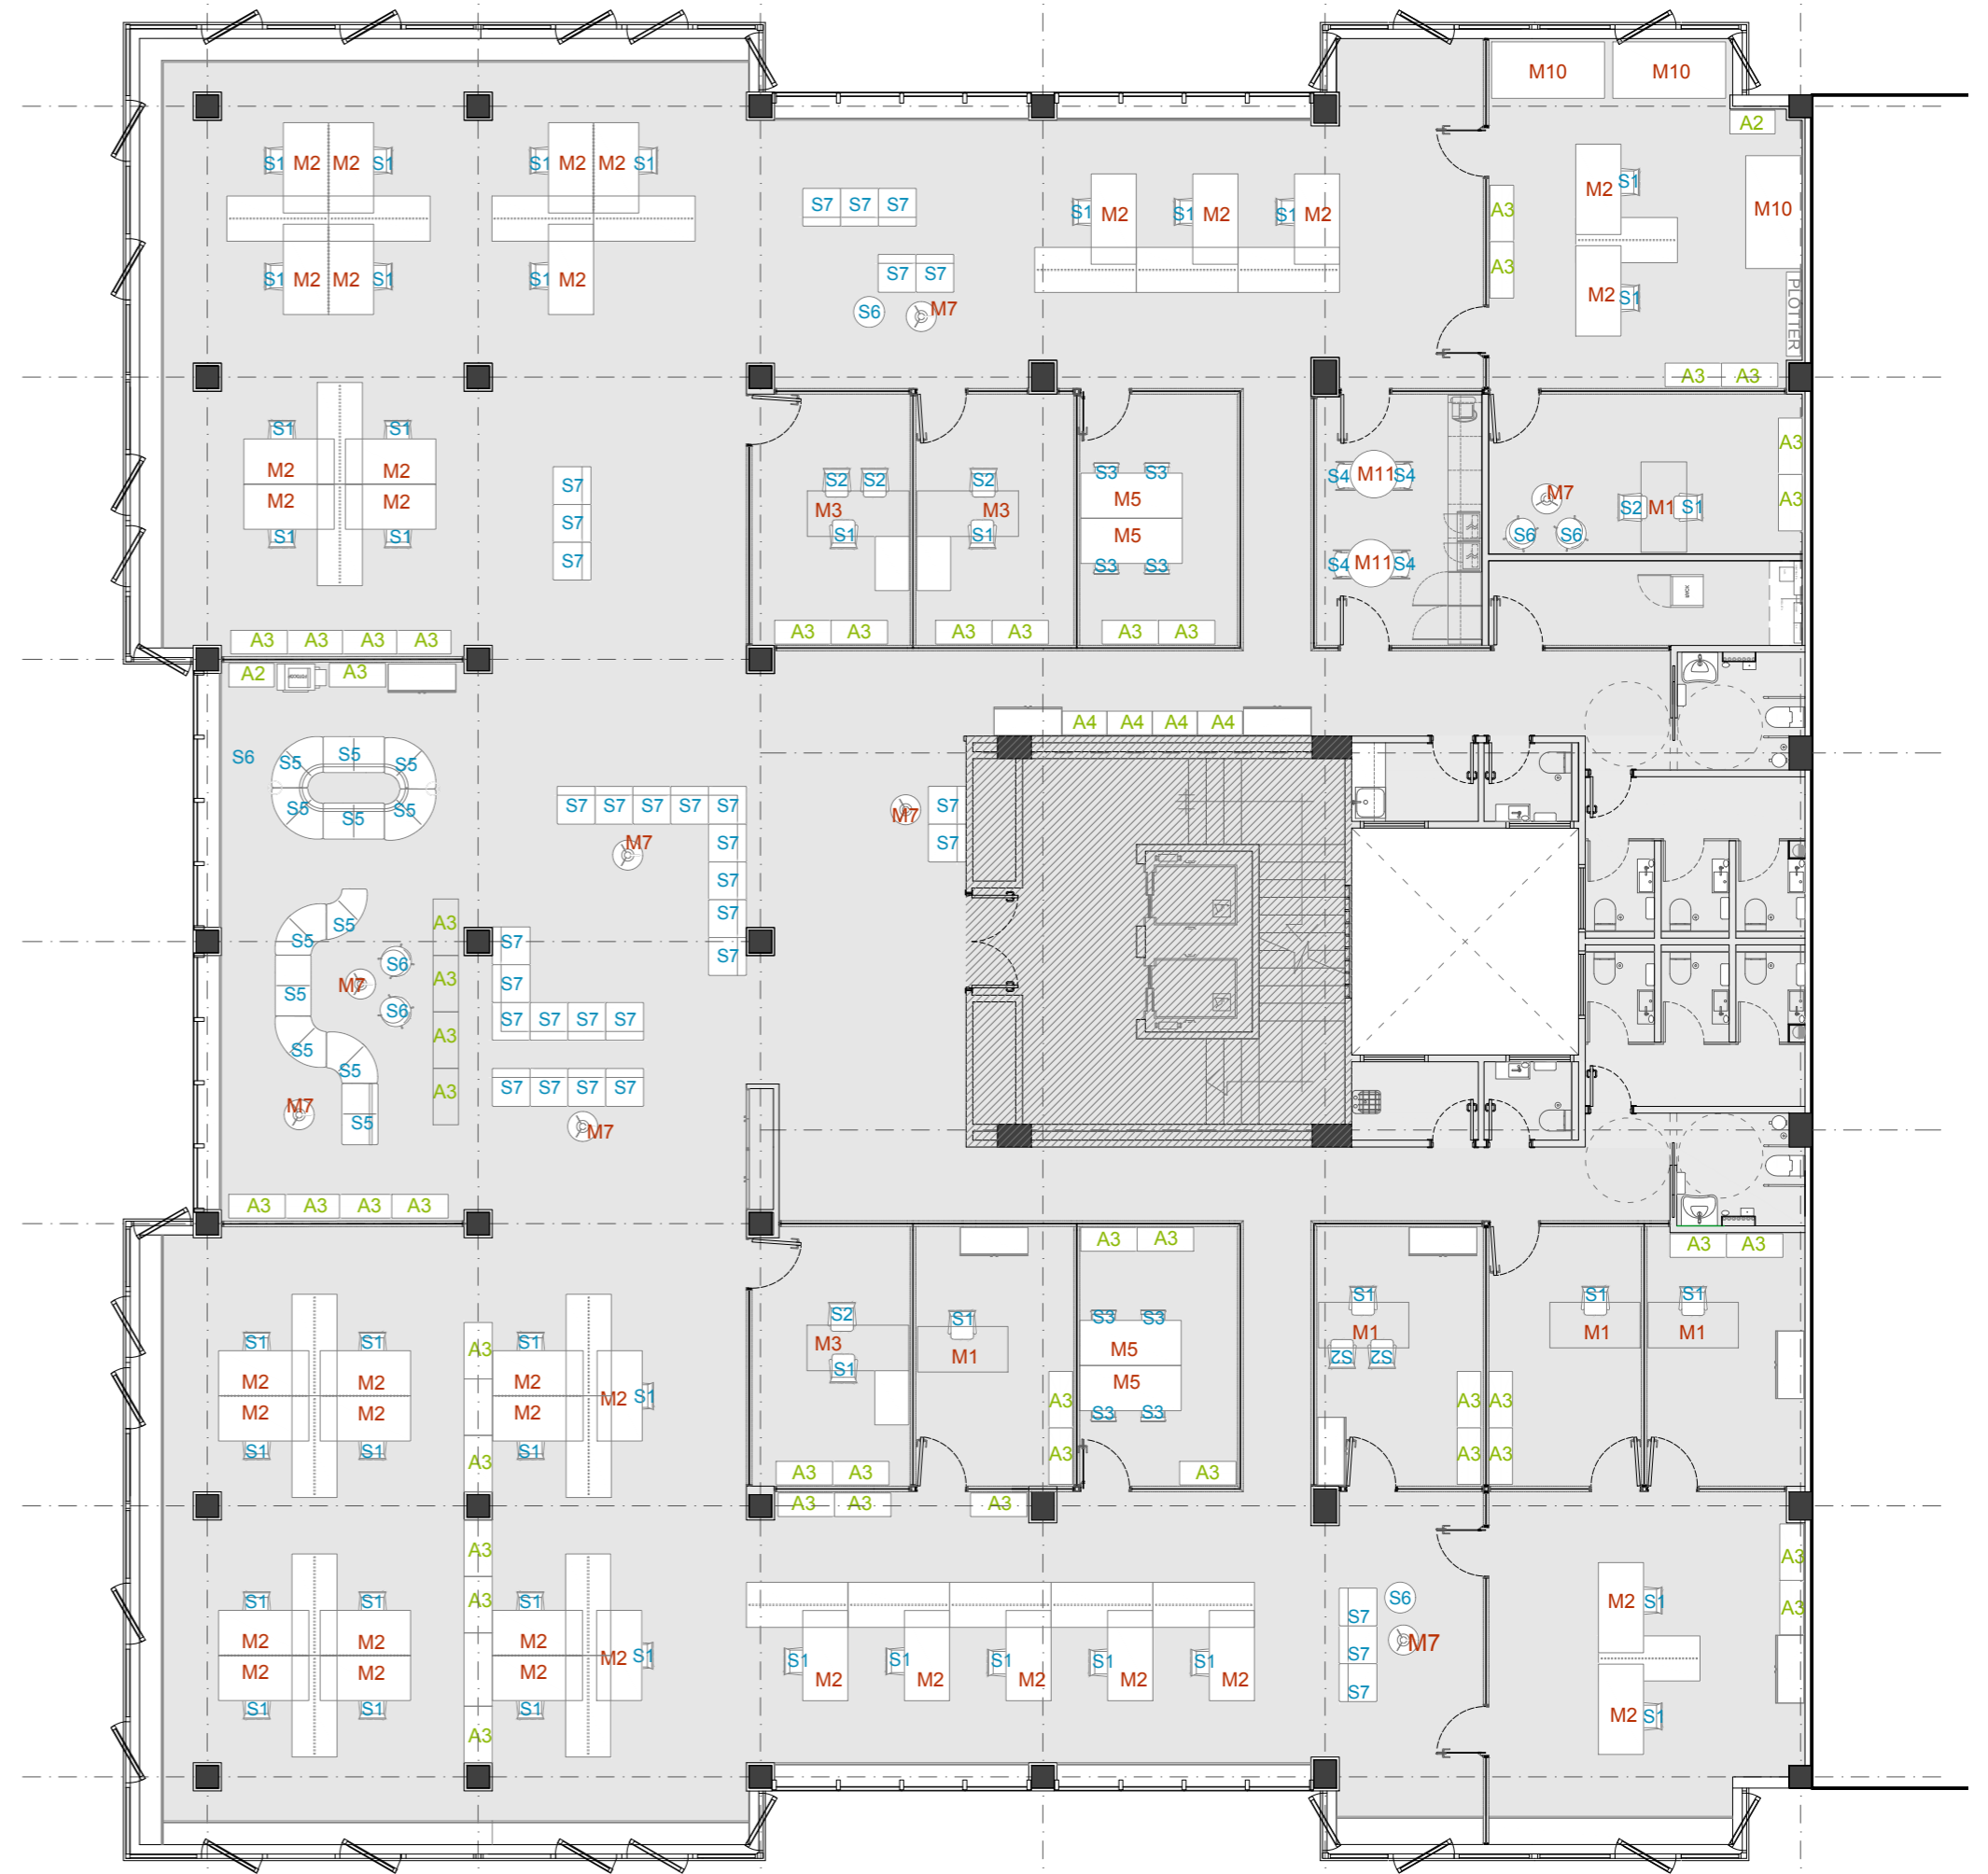 M10 M10
A2
S1 M2 M2 S1 S1 M2 M2 S1
M2 S1 A3 M10
S7 S7 S7 S1 M2 S1 M2 S1 M2
S1 M2 M2 S1 S1 M2 S7 S7 A3
M2 S1
S6 M7 PLOTTER
A3 A3
S1 S1 A3
M2 M2 S2 S2 S2 S3 S3 S4 M11 S4
S7 M7 A3
M2 M2 M3 M3 M5 S2 M1 S1
S7 S1 S1 M5 S6 S6
S1 S1 S7 S3 S3 S4 M11 S4
A3 A3 A3 A3 A3 A3 A3 A3 A3 A3
A2 A3
A4 A4 A4 A4
S6 S5 S5 S5
S5 S5 S5 S7 S7 S7 S7 S7 M7 S7
M7 S7 S7
S7
S5 A3 S7
S5 S6 S7 S7
M7 A3 S7
S5 S6 S7 S7 S7 S7
S5 A3
S5 A3 S7 S7 S7 S7
M7 S5 M7
A3 A3 A3 A3
A3 A3 A3 A3
S1 S1 S1
S2 S1 S3 S3
S1 S1 S1 A3 M3 M1 M5 M1 M1 M1
S2 S2
M2 M2 M2 S1 M5
M2 M2 M2 M2 S1 A3 S3 S3 A3 A3
S1 S1 S1 A3 A3 A3 A3
A3 A3 A3
A3 A3 A3
A3 A3
S1 S1 S1 A3 S6 M2 S1 A3
S7
M2 M2 M2 M7
M2 M2 M2 M2 S1 S1 S1 S1 S1 S1 S7
M2 M2 M2 M2 M2 S7
S1 S1 S1 M2 S1
A3